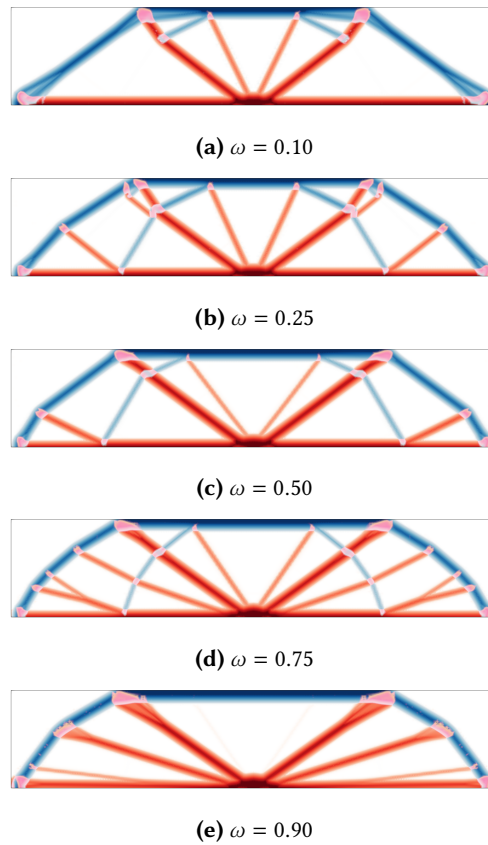 (a) ω = 0.10
(b) ω = 0.25
(c) ω = 0.50
(d) ω = 0.75
(e) ω = 0.90